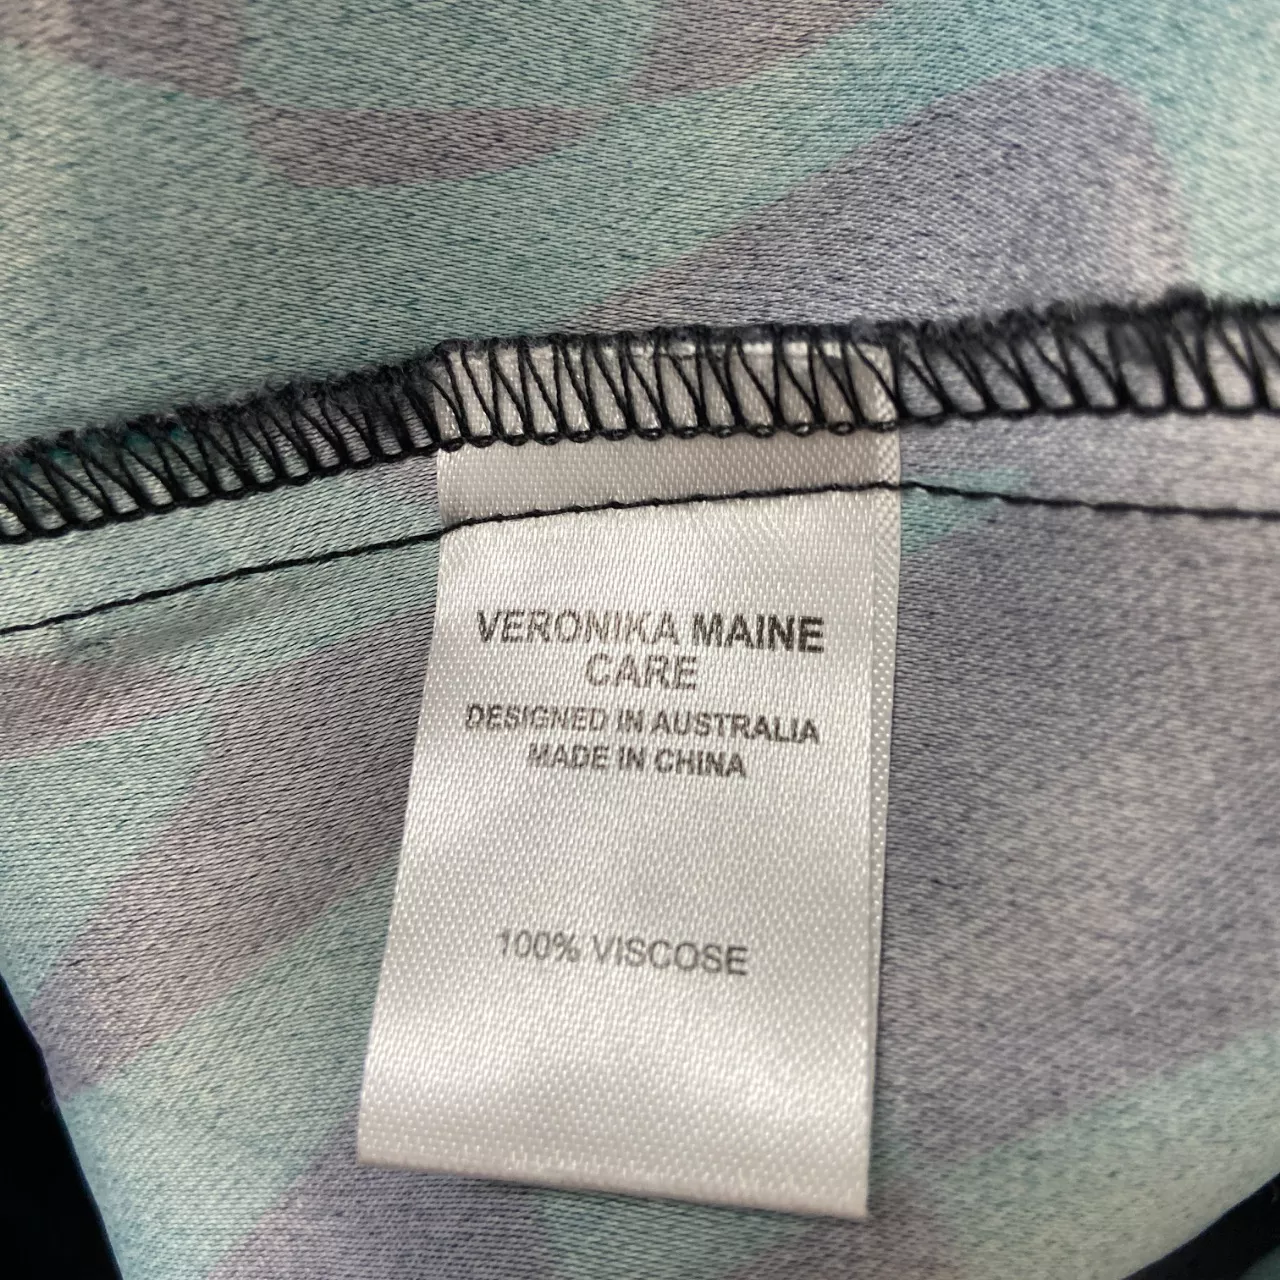 VERONIKA MAINE
CARE
DESIGNED IN AUSTRALIA
MADE IN CHINA
100% VISCOSE